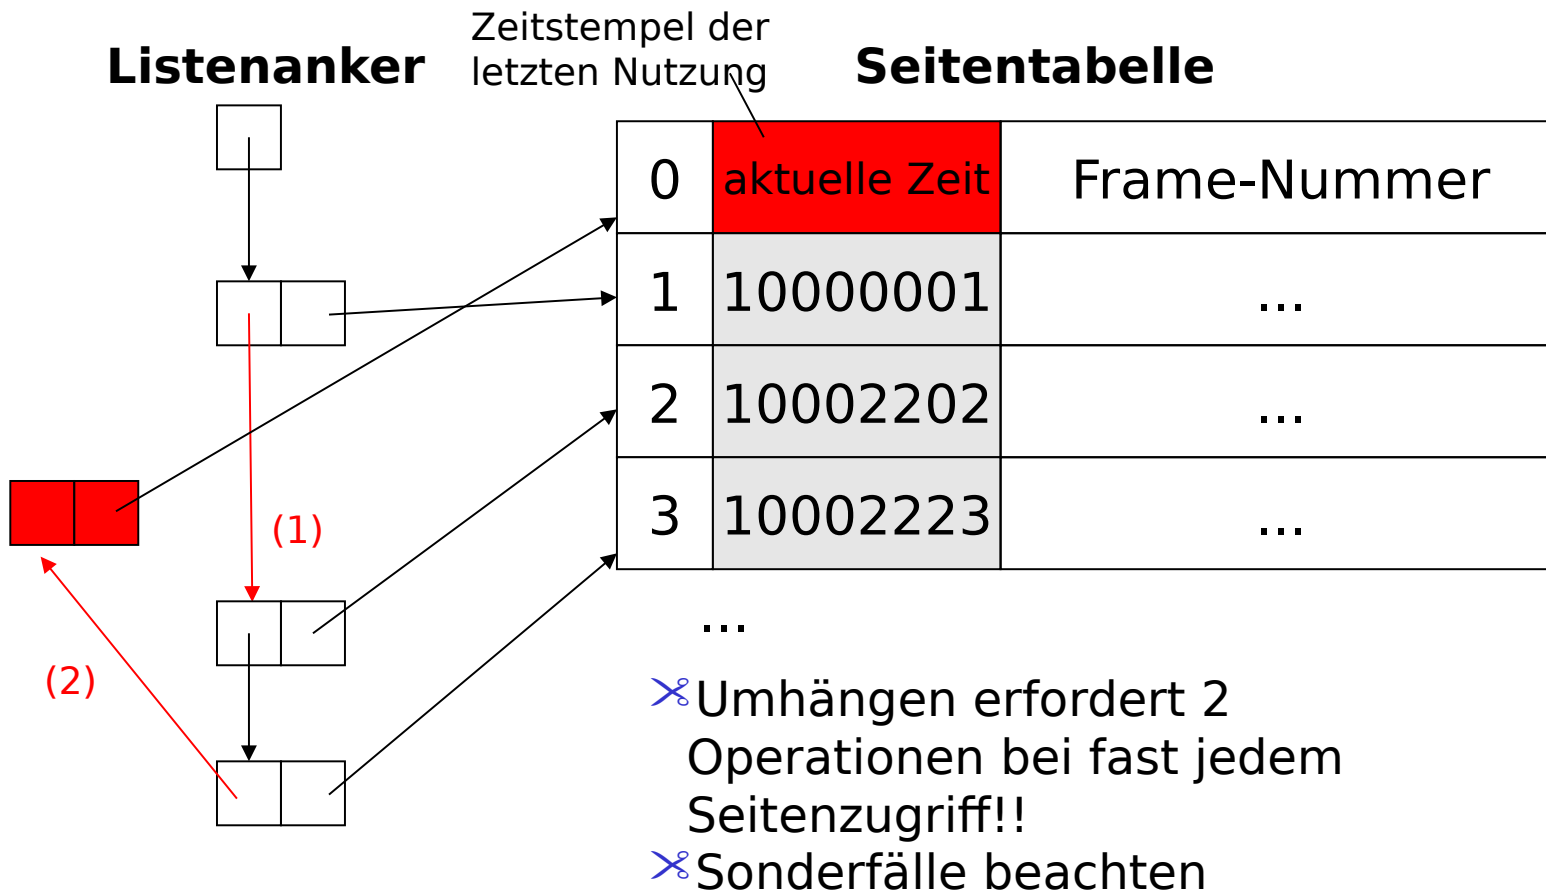 Zeitstempel der
letzten Nutzung
Listenanker
Seitentabelle
0 aktuelle Zeit Frame-Nummer
1 10000001 ...
2 10002202 ...
3 10002223 ...
...
(1)
(2)
Umhängen erfordert 2
Operationen bei fast jedem
Seitenzugriff!!
Sonderfälle beachten